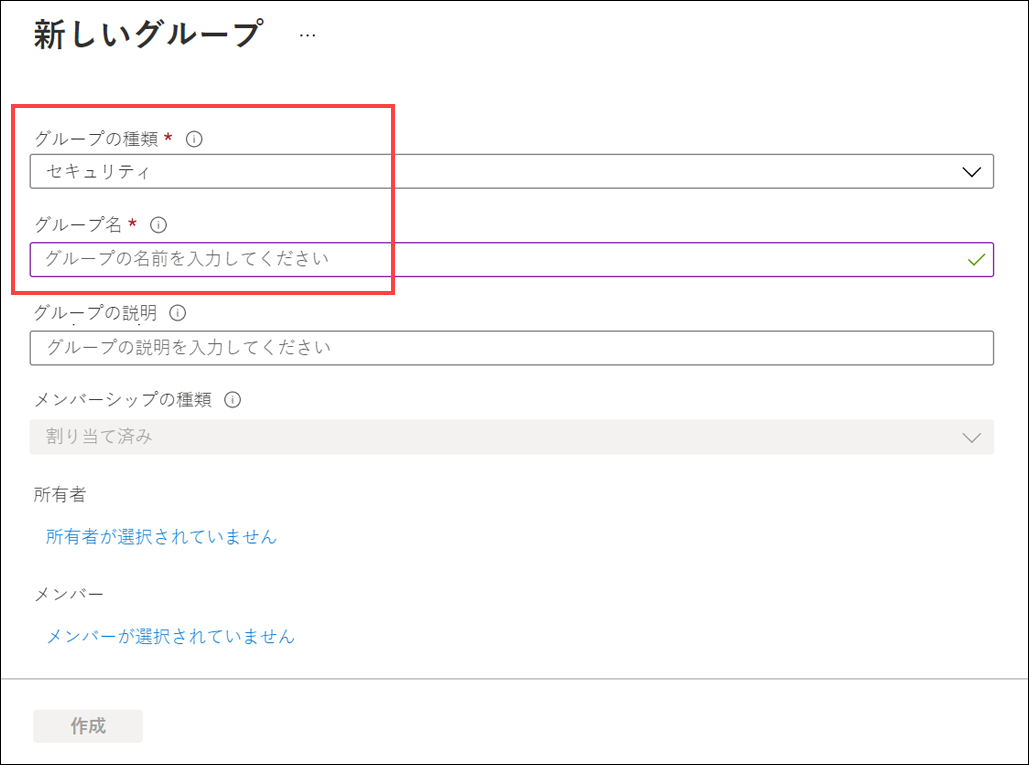 新しいグループ ...
グループの種類 *
セキュリティ
グループ名 *
グループの名前を入力してください
グループの説明
グループの説明を入力してください
メンバーシップの種類
割り当て済み
所有者
所有者が選択されていません
メンバー
メンバーが選択されていません
作成